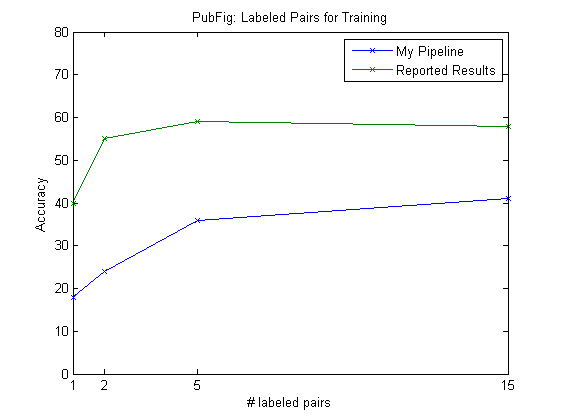 PubFig: Labeled Pairs for Training
My Pipeline
Reported Results
Accuracy
80
70
60
50
40
30
20
10
0
1 2 5 15
# labeled pairs